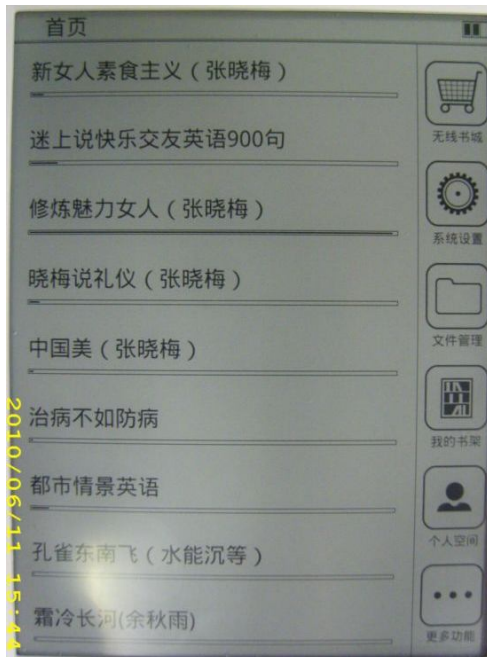 首页
新女人素食主义（张晓梅）
迷上说快乐交友英语900句
修炼魅力女人（张晓梅）
晓梅说礼仪（张晓梅）
中国美（张晓梅）
治病不如防病
都市情景英语
孔雀东南飞（水能沉等）
霜冷长河(余秋雨)
无线书城
系统设置
文件管理
我的书架
个人空间
更多功能
2010/06/11 15:44